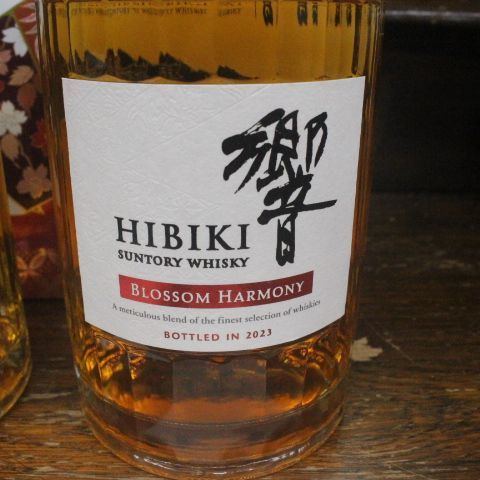 響
HIBIKI
SUNTORY WHISKY
BLOSSOM HARMONY
A meticulous blend of the finest selection of whiskies
BOTTLED IN 2023